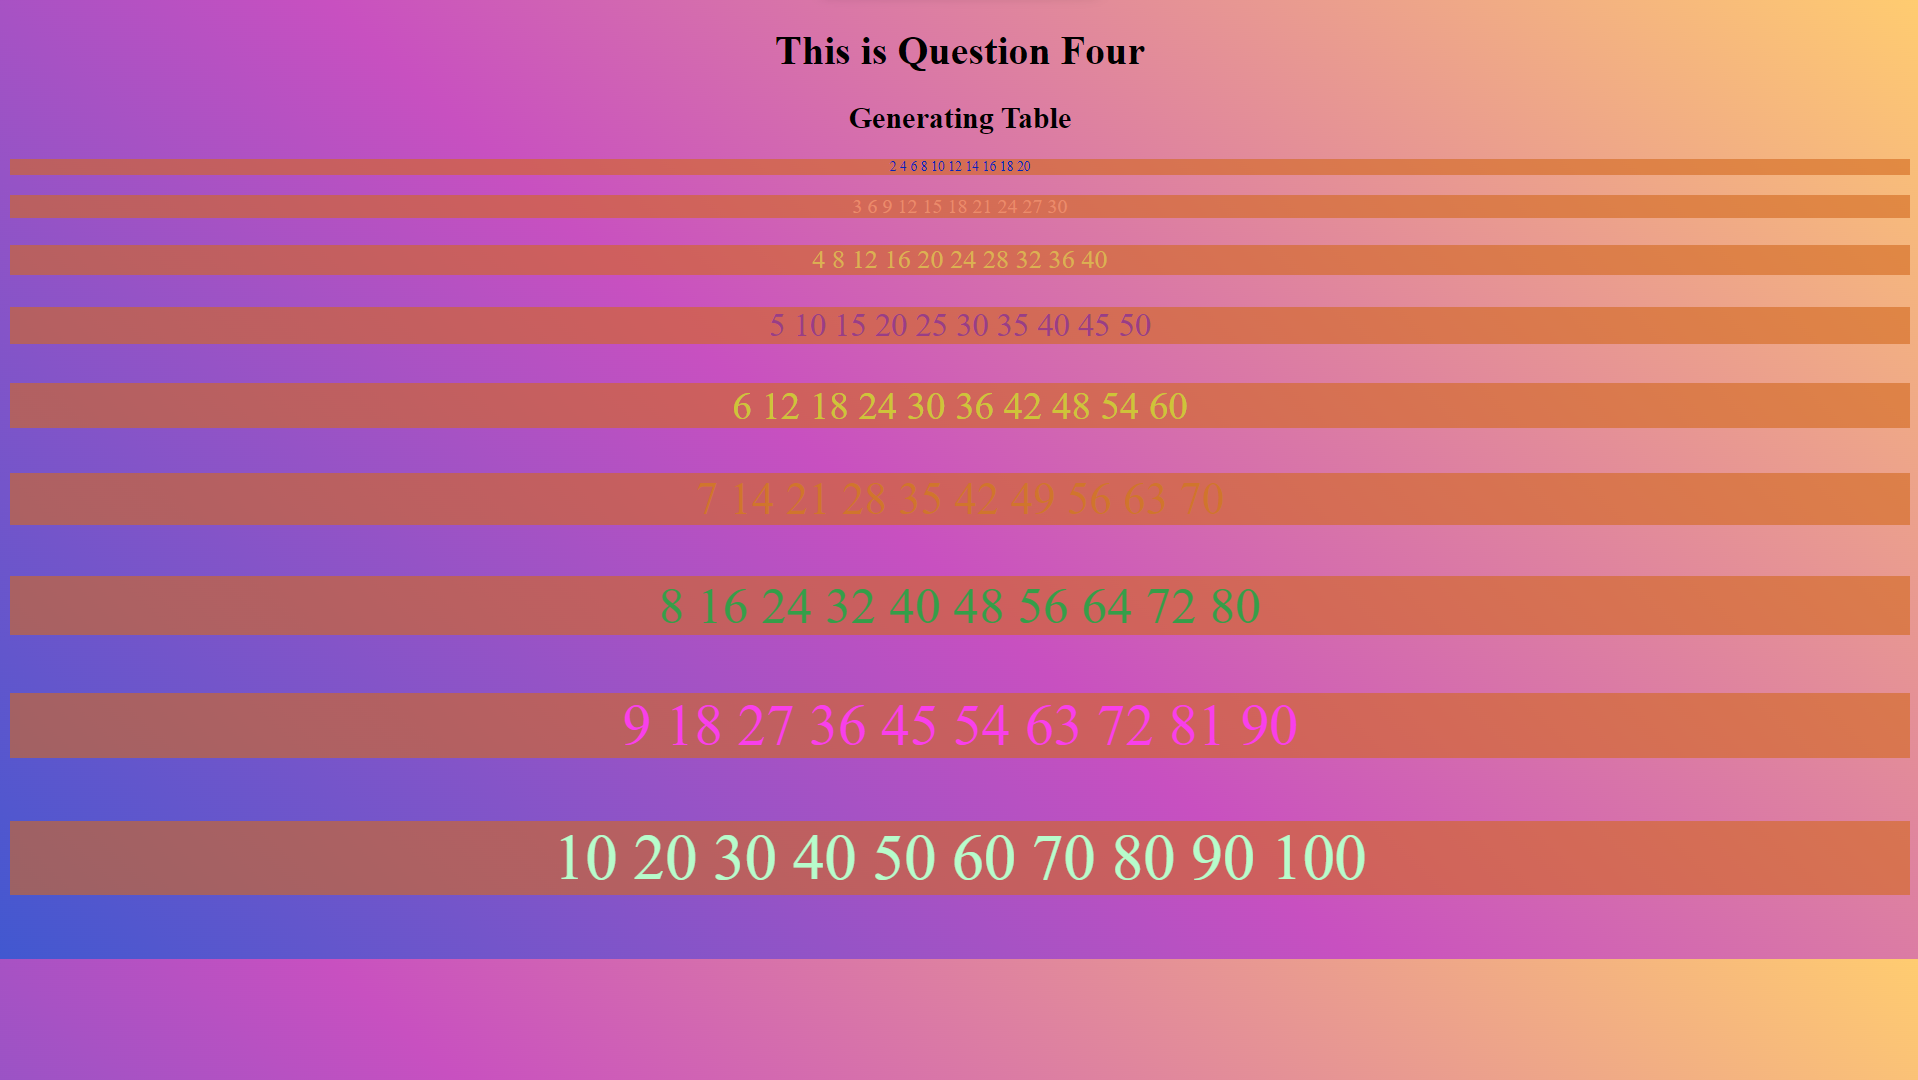 This is Question Four
Generating Table
2 4 6 8 10 12 14 16 18 20
3 6 9 12 15 18 21 24 27 30
4 8 12 16 20 24 28 32 36 40
5 10 15 20 25 30 35 40 45 50
6 12 18 24 30 36 42 48 54 60
7 14 21 28 35 42 49 56 63 70
8 16 24 32 40 48 56 64 72 80
9 18 27 36 45 54 63 72 81 90
10 20 30 40 50 60 70 80 90 100